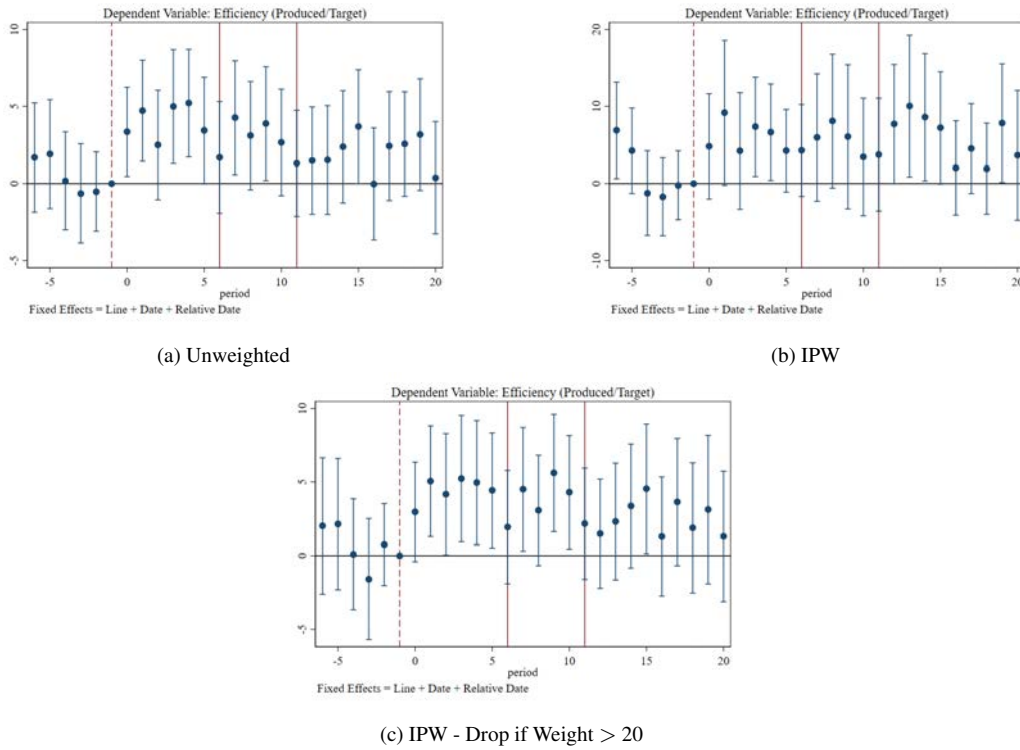 Dependent Variable: Efficiency (Produced/Target)
10
5
0
-5
-5
0
5
10
15
20
period
Fixed Effects = Line + Date + Relative Date
(a) Unweighted
Dependent Variable: Efficiency (Produced/Target)
20
10
0
-10
-5
0
5
10
15
20
period
Fixed Effects = Line + Date + Relative Date
(b) IPW
Dependent Variable: Efficiency (Produced/Target)
10
5
0
-5
-5
0
5
10
15
20
period
Fixed Effects = Line + Date + Relative Date
(c) IPW - Drop if Weight > 20